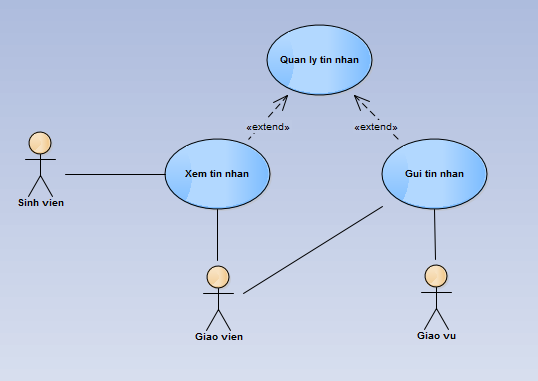 Quan ly tin nhan
«extend»
«extend»
Xem tin nhan
Gui tin nhan
Sinh vien
Giao vien
Giao vu